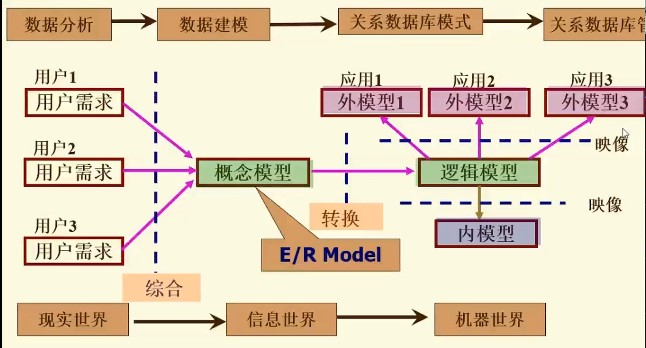 数据分析
数据建模
关系数据库模式
关系数据库管
用户1
用户需求
用户2
用户需求
用户3
用户需求
综合
概念模型
E/R Model
转换
应用1
外模型1
应用2
外模型2
应用3
外模型3
映像
逻辑模型
映像
内模型
现实世界
信息世界
机器世界